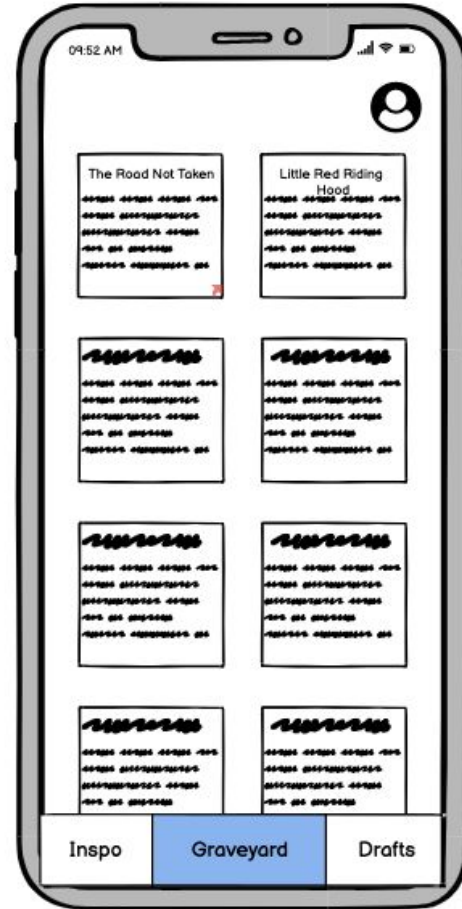 09:52 AM
The Road Not Taken
Little Red Riding
Hood
Inspo
Graveyard
Drafts